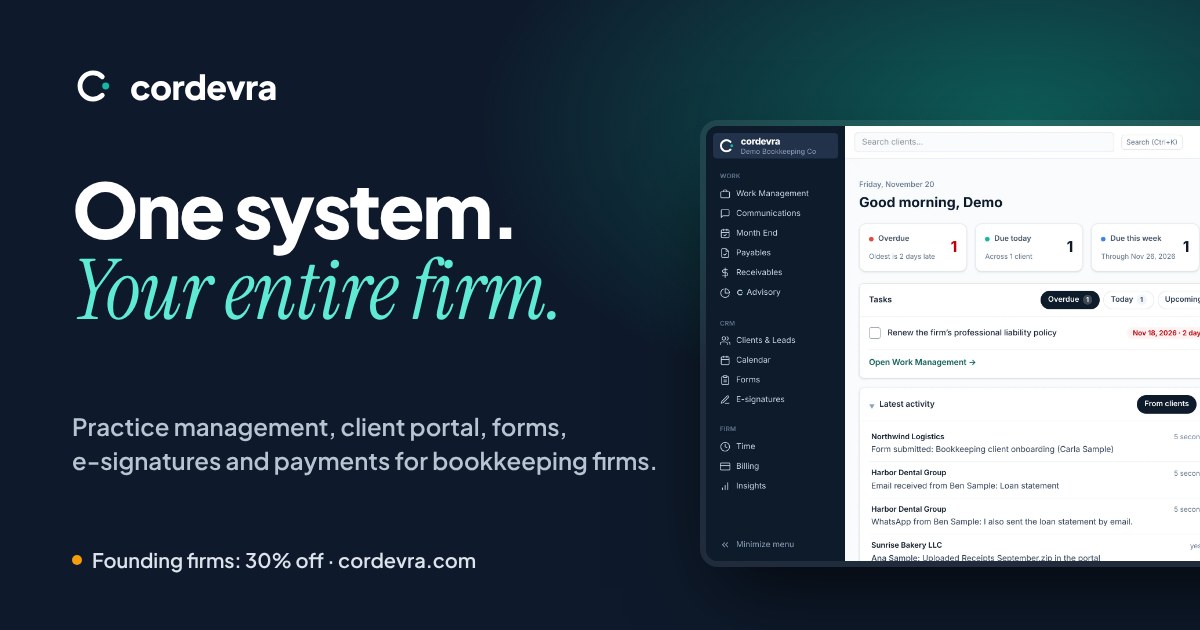 cordevra
One system.
Your entire firm.
Practice management, client portal, forms,
e-signatures and payments for bookkeeping firms.
Founding firms: 30% off · cordevra.com
cordevra
Demo Bookkeeping Co
WORK
Work Management
Communications
Month End
Payables
Receivables
Advisory
CRM
Clients & Leads
Calendar
Forms
E-signatures
FIRM
Time
Billing
Insights
Minimize menu
Search clients...
Search (Ctrl+K)
Friday, November 20
Good morning, Demo
Overdue 1
Oldest is 2 days late
Due today 1
Across 1 client
Due this week 1
Through Nov 26, 2026
Tasks
Overdue 1 Today 1 Upcoming
Renew the firm's professional liability policy
Nov 18, 2026 · 2 day
Open Work Management →
Latest activity
From clients
Northwind Logistics 5 secon
Form submitted: Bookkeeping client onboarding (Carla Sample)
Harbor Dental Group 5 secon
Email received from Ben Sample: Loan statement
Harbor Dental Group 5 secon
WhatsApp from Ben Sample: I also sent the loan statement by email.
Sunrise Bakery LLC yes
Ana Sample: Uploaded Receipts September.zip in the portal